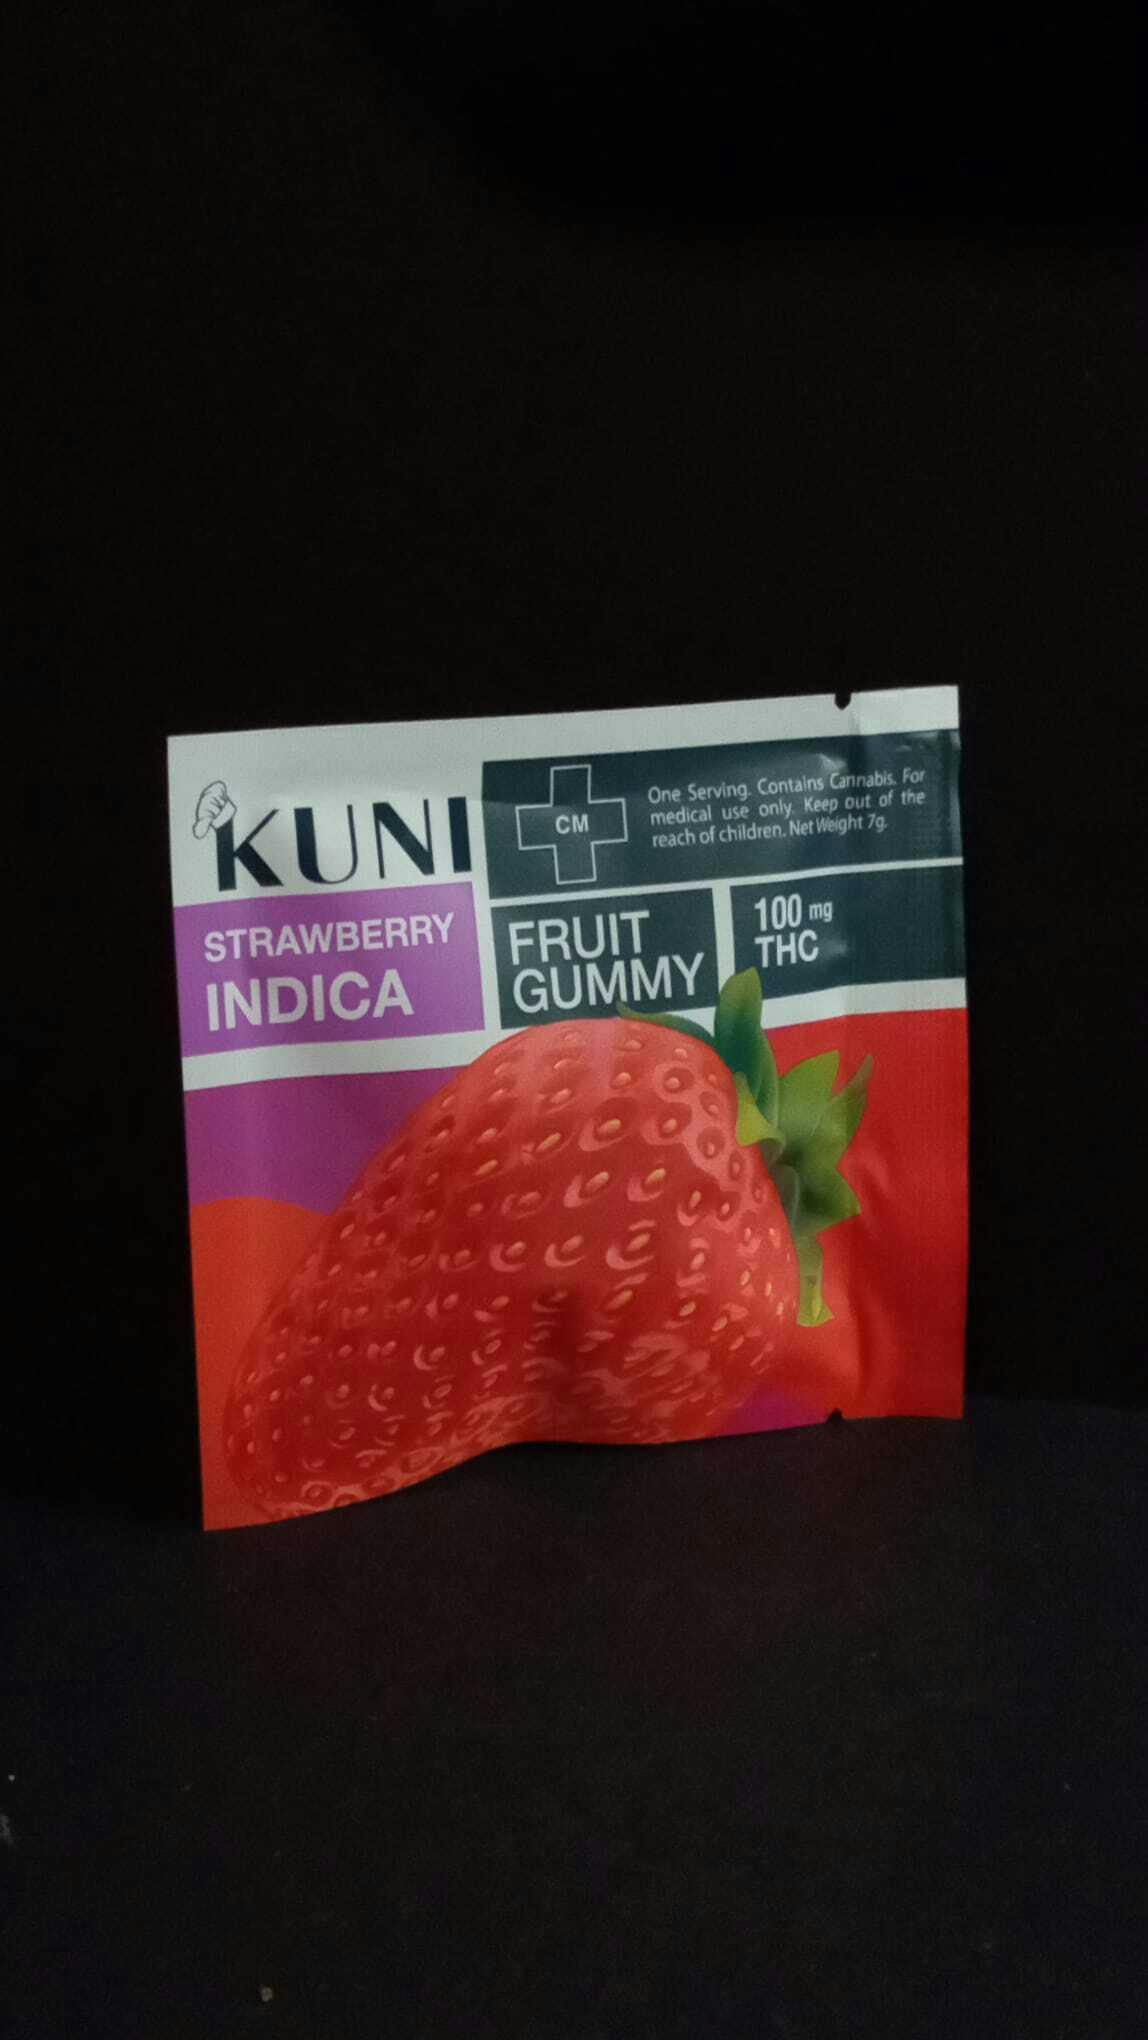 KUNI
STRAWBERRY
INDICA
CM
One Serving. Contains Cannabis. For
medical use only. Keep out of the
reach of children. Net Weight 7g.
FRUIT
GUMMY
100 mg
THC